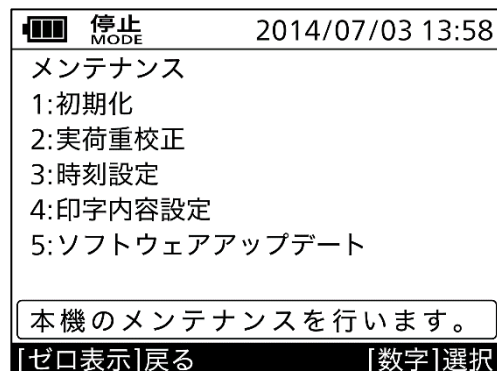 停止 2014/07/03 13:58
MODE
メンテナンス
1:初期化
2:実荷重校正
3:時刻設定
4:印字内容設定
5:ソフトウェアアップデート
本機のメンテナンスを行います。
[ゼロ表示]戻る [数字]選択